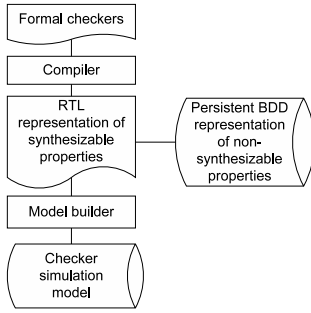 Formal checkers
Compiler
RTL
representation of
synthesizable
properties
Persistent BDD
representation
of non-
synthesizable
properties
Model builder
Checker
simulation
model